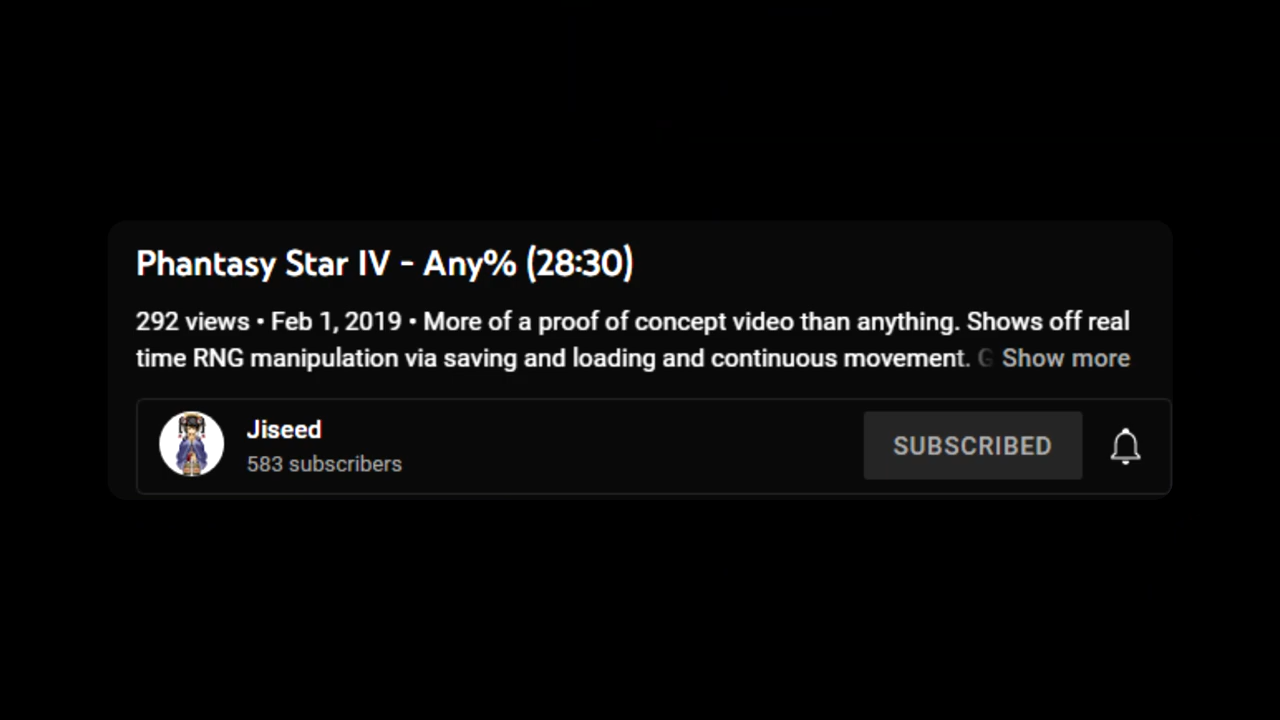 Phantasy Star IV - Any% (28:30)
292 views • Feb 1, 2019 • More of a proof of concept video than anything. Shows off real
time RNG manipulation via saving and loading and continuous movement. G Show more
Jiseed
583 subscribers
SUBSCRIBED